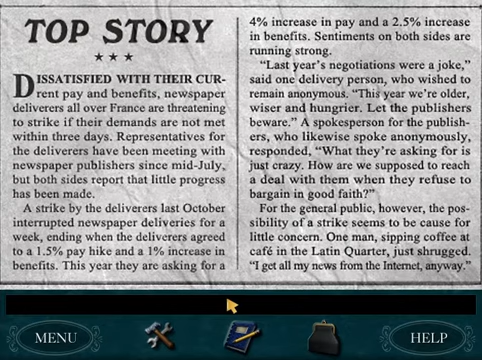 TOP STORY
DISSATISFIED WITH THEIR CUR-
rent pay and benefits, newspaper
deliverers all over France are threatening
to strike if their demands are not met
within three days. Representatives for
the deliverers have been meeting with
newspaper publishers since mid-July,
but both sides report that little progress
has been made.
A strike by the deliverers last October
interrupted newspaper deliveries for a
week, ending when the deliverers agreed
to a 1.5% pay hike and a 1% increase in
benefits. This year they are asking for a
4% increase in pay and a 2.5% increase
in benefits. Sentiments on both sides are
running strong.
“Last year’s negotiations were a joke,”
said one delivery person, who wished to
remain anonymous. “This year we’re older,
wiser and hungrier. Let the publishers
beware.” A spokesperson for the publish-
ers, who likewise spoke anonymously,
responded, “What they’re asking for is
just crazy. How are we supposed to reach
a deal with them when they refuse to
bargain in good faith?”
For the general public, however, the pos-
sibility of a strike seems to be cause for
little concern. One man, sipping coffee at
café in the Latin Quarter, just shrugged.
“I get all my news from the Internet, anyway.”
MENU
HELP